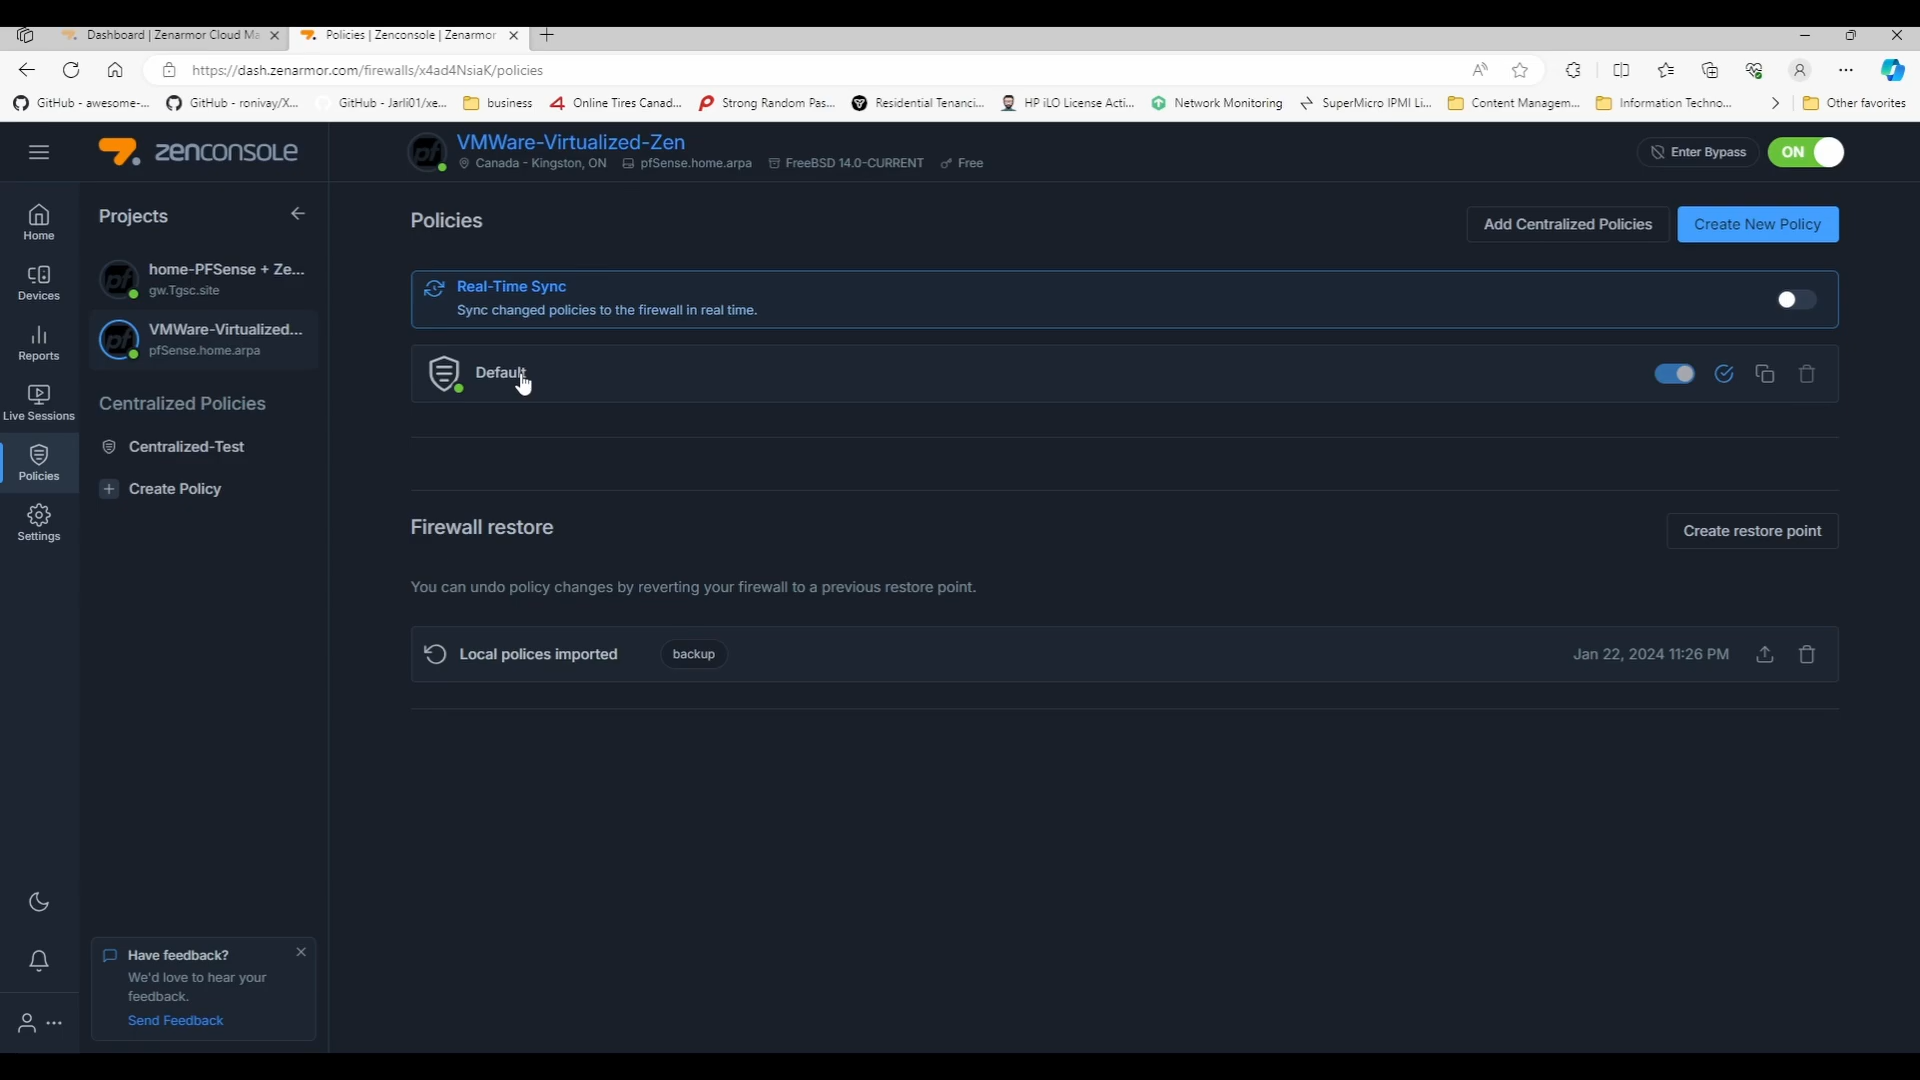 Dashboard | Zenarmor Cloud Ma
Policies | Zenconsole | Zenarmor
https://dash.zenarmor.com/firewalls/x4ad4NsiaK/policies
GitHub - awesome-...
GitHub - ronivay/X...
GitHub - Jarli01/xe...
business
Online Tires Canad...
Strong Random Pas...
Residential Tenanci...
HP iLO License Acti...
Network Monitoring
SuperMicro IPMI Li...
Content Managem...
Information Techno...
Other favorites
zenconsole
VMWare-Virtualized-Zen
Canada - Kingston, ON pfSense.home.arpa FreeBSD 14.0-CURRENT Free
Enter Bypass
ON
Home
Devices
Reports
Live Sessions
Policies
Settings
Projects
home-PFSense + Ze...
gw.Tgsc.site
VMWare-Virtualized...
pfSense.home.arpa
Centralized Policies
Centralized-Test
Create Policy
Policies
Add Centralized Policies
Create New Policy
Real-Time Sync
Sync changed policies to the firewall in real time.
Default
Firewall restore
Create restore point
You can undo policy changes by reverting your firewall to a previous restore point.
Local polices imported
backup
Jan 22, 2024 11:26 PM
Have feedback?
We'd love to hear your
feedback.
Send Feedback